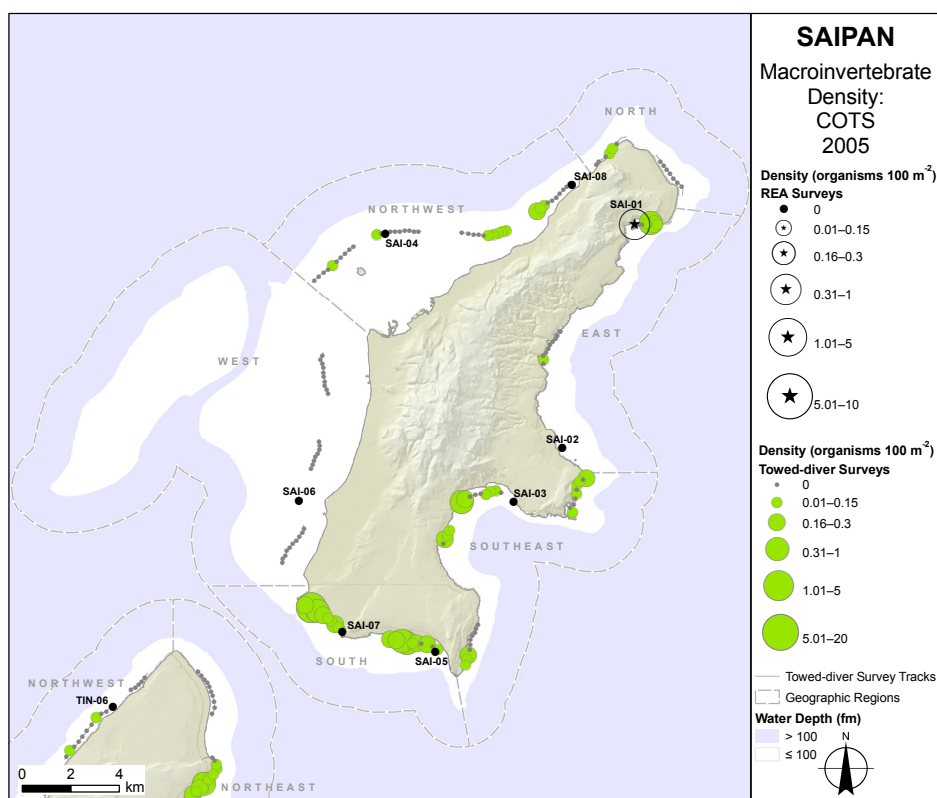 SAIPAN
Macroinvertebrate
Density:
COTS
2005
Density (organisms 100 m⁻²)
REA Surveys
0
0.01–0.15
0.16–0.3
0.31–1
1.01–5
5.01–10
Density (organisms 100 m⁻²)
Towed-diver Surveys
0
0.01–0.15
0.16–0.3
0.31–1
1.01–5
5.01–20
Towed-diver Survey Tracks
Geographic Regions
Water Depth (fm)
> 100
≤ 100
N
NORTH
SAI-08
SAI-01
NORTHWEST
SAI-04
EAST
WEST
SAI-02
SAI-06
SAI-03
SOUTHEAST
SAI-07
SOUTH
SAI-05
NORTHWEST
TIN-06
NORTHEAST
0 2 4
km